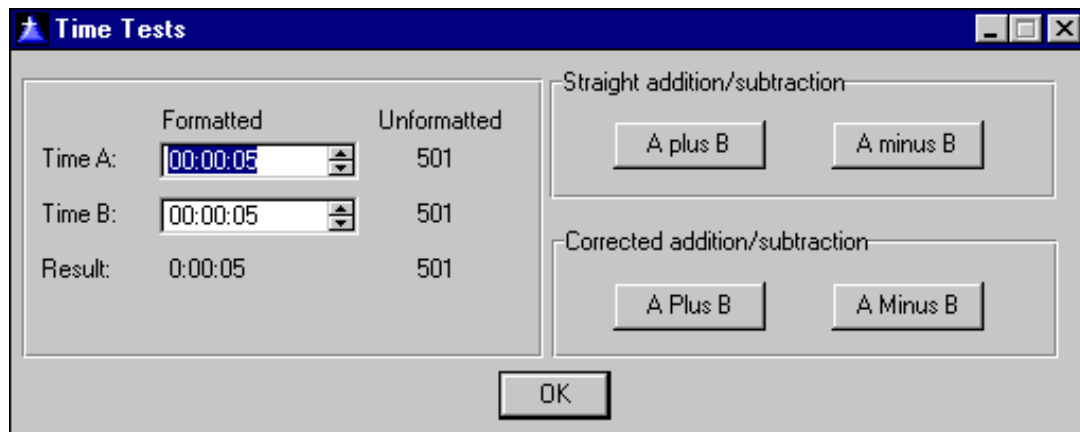 Time Tests
Formatted Unformatted
Time A: 00:00:05 501
Time B: 00:00:05 501
Result: 0:00:05 501
Straight addition/subtraction
A plus B A minus B
Corrected addition/subtraction
A Plus B A Minus B
OK